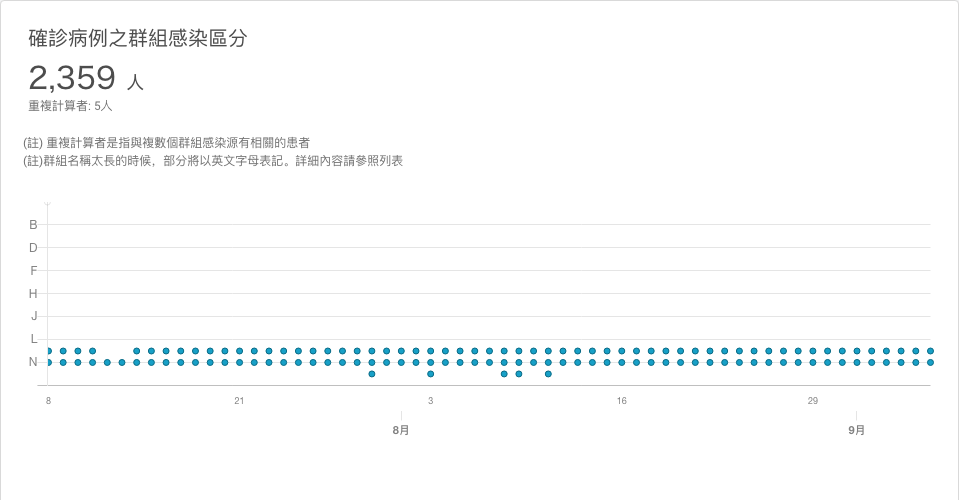 確診病例之群組感染區分
2,359 人
重複計算者: 5人
(註) 重複計算者是指與複數個群組感染源有相關的患者
(註)群組名稱太長的時候，部分將以英文字母表記。詳細內容請參照列表
B
D
F
H
J
L
N
8 21 3 16 29
8月 9月